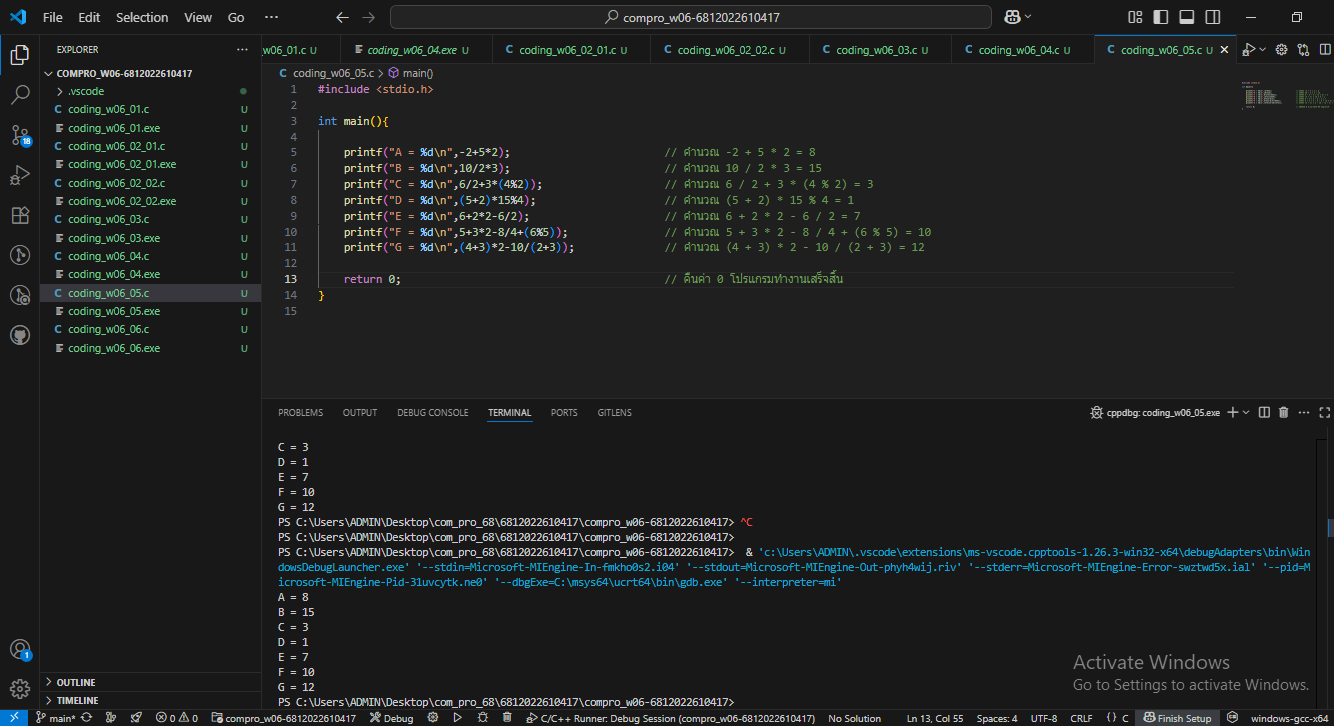 File Edit Selection View Go ··· compro_w06-6812022610417
EXPLORER
w06_01.c U coding_w06_04.exe U coding_w06_02_01.c U coding_w06_02_02.c U coding_w06_03.c U coding_w06_04.c U coding_w06_05.c U
COMPRO_W06-6812022610417
.vscode
coding_w06_01.c U
coding_w06_01.exe U
coding_w06_02_01.c U
coding_w06_02_01.exe U
coding_w06_02_02.c U
coding_w06_02_02.exe U
coding_w06_03.c U
coding_w06_03.exe U
coding_w06_04.c U
coding_w06_04.exe U
coding_w06_05.c U
coding_w06_05.exe U
coding_w06_06.c U
coding_w06_06.exe U
18
1
OUTLINE
TIMELINE
C coding_w06_05.c > main()
1 #include <stdio.h>
2
3 int main(){
4
5 printf("A = %d\n",-2+5*2); // คำนวณ -2 + 5 * 2 = 8
6 printf("B = %d\n",10/2*3); // คำนวณ 10 / 2 * 3 = 15
7 printf("C = %d\n",6/2+3*(4%2)); // คำนวณ 6 / 2 + 3 * (4 % 2) = 3
8 printf("D = %d\n",(5+2)*15%4); // คำนวณ (5 + 2) * 15 % 4 = 1
9 printf("E = %d\n",6+2*2-6/2); // คำนวณ 6 + 2 * 2 - 6 / 2 = 7
10 printf("F = %d\n",5+3*2-8/4+(6%5)); // คำนวณ 5 + 3 * 2 - 8 / 4 + (6 % 5) = 10
11 printf("G = %d\n",(4+3)*2-10/(2+3)); // คำนวณ (4 + 3) * 2 - 10 / (2 + 3) = 12
12
13 return 0; // คืนค่า 0 โปรแกรมทำงานเสร็จสิ้น
14 }
15
PROBLEMS OUTPUT DEBUG CONSOLE TERMINAL PORTS GITLENS cppdbg: coding_w06_05.exe
C = 3
D = 1
E = 7
F = 10
G = 12
PS C:\Users\ADMIN\Desktop\com_pro_68\6812022610417\compro_w06-6812022610417> ^C
PS C:\Users\ADMIN\Desktop\com_pro_68\6812022610417\compro_w06-6812022610417>
PS C:\Users\ADMIN\Desktop\com_pro_68\6812022610417\compro_w06-6812022610417> & 'c:\Users\ADMIN\.vscode\extensions\ms-vscode.cpptools-1.26.3-win32-x64\debugAdapters\bin\Win
dowsDebugLauncher.exe' '--stdin=Microsoft-MIEngine-In-fmkho0s2.i04' '--stdout=Microsoft-MIEngine-Out-phyh4wij.riv' '--stderr=Microsoft-MIEngine-Error-swztwd5x.ial' '--pid=M
icrosoft-MIEngine-Pid-31uvcytk.ne0' '--dbgExe=C:\msys64\ucrt64\bin\gdb.exe' '--interpreter=mi'
A = 8
B = 15
C = 3
D = 1
E = 7
F = 10
G = 12
PS C:\Users\ADMIN\Desktop\com_pro_68\6812022610417\compro_w06-6812022610417>
Activate Windows
Go to Settings to activate Windows.
main* 0 0 compro_w06-6812022610417 Debug C/C++ Runner: Debug Session (compro_w06-6812022610417) No Solution Ln 13, Col 55 Spaces: 4 UTF-8 CRLF {} C Finish Setup windows-gcc-x64